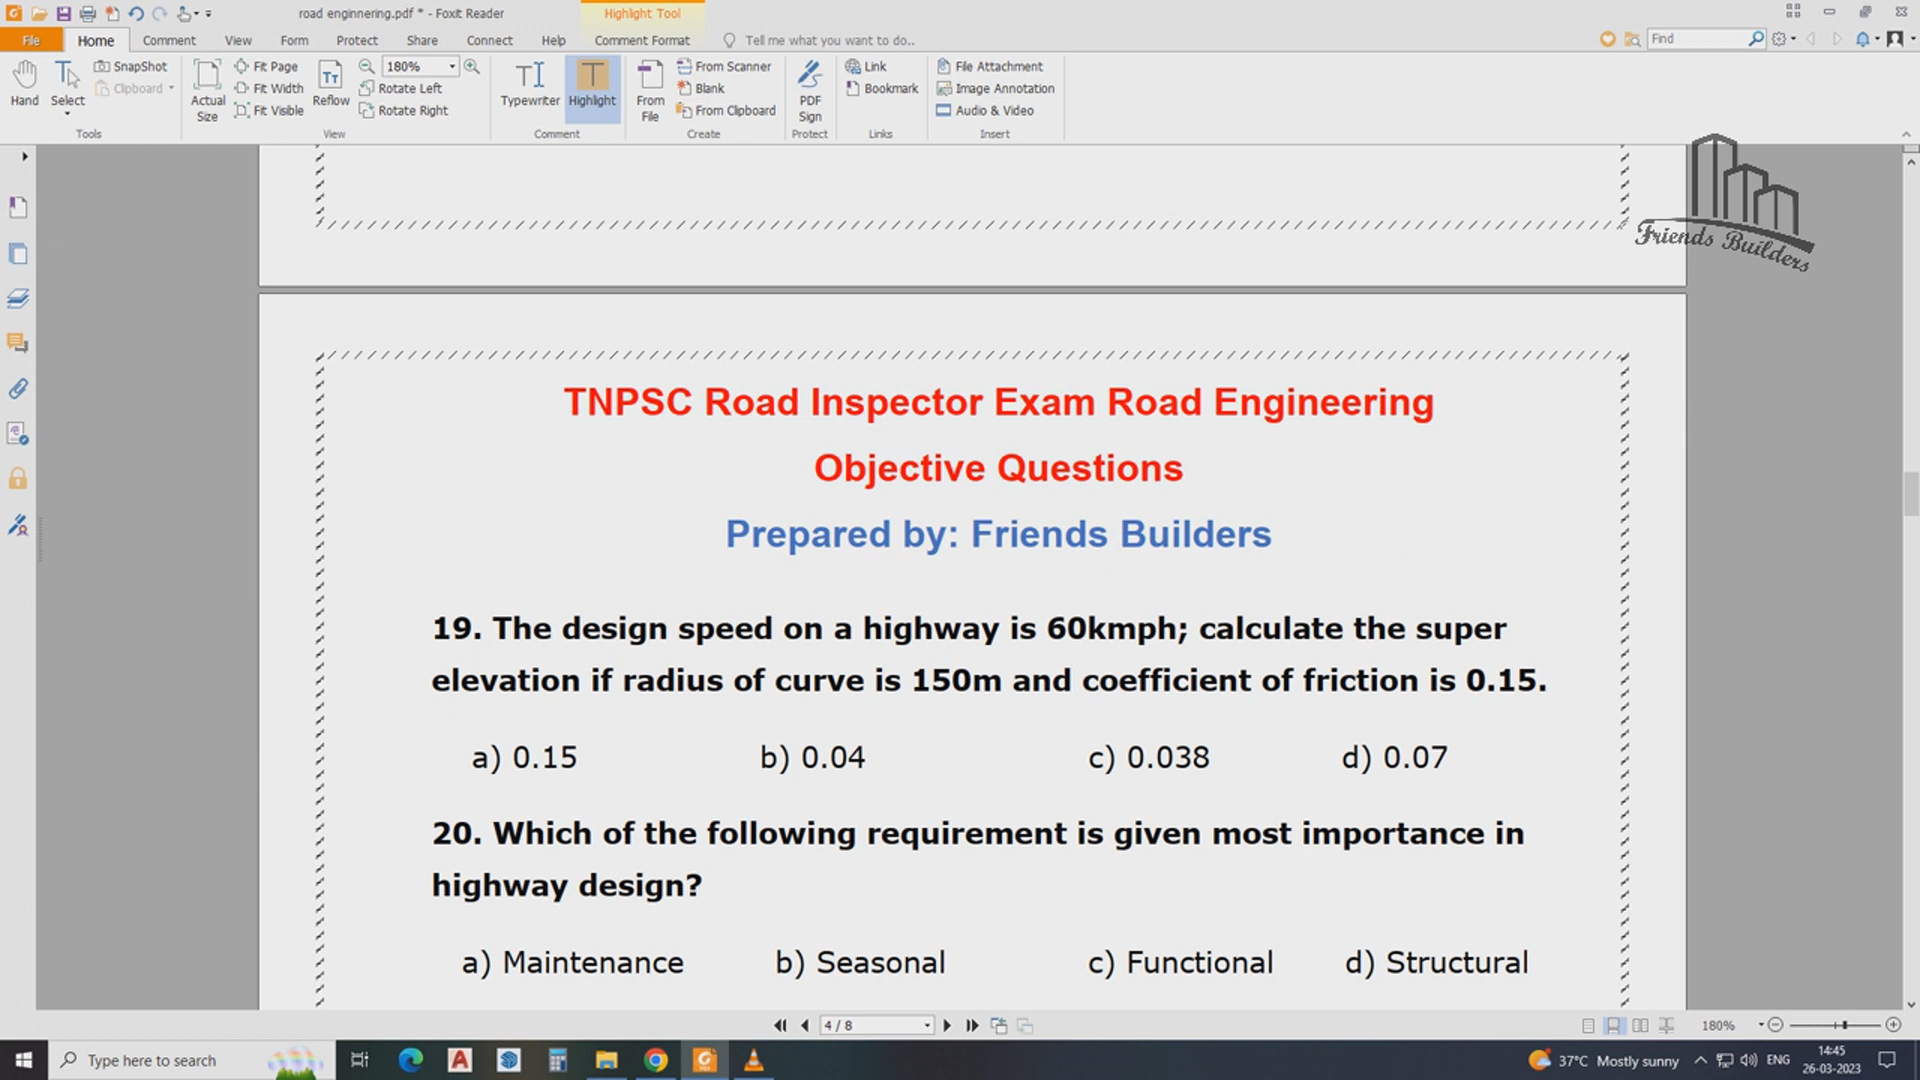 road enginnering.pdf * - Foxit Reader
Highlight Tool
File Home Comment View Form Protect Share Connect Help Comment Format Tell me what you want to do.. Find
Hand
Select
SnapShot
Clipboard
Tools
Actual Size
Fit Page
Fit Width
Fit Visible
Reflow
180%
Rotate Left
Rotate Right
View
Typewriter
Highlight
Comment
From File
From Scanner
Blank
From Clipboard
Create
PDF Sign
Protect
Link
Bookmark
Links
File Attachment
Image Annotation
Audio & Video
Insert
Friends Builders
TNPSC Road Inspector Exam Road Engineering
Objective Questions
Prepared by: Friends Builders
19. The design speed on a highway is 60kmph; calculate the super
elevation if radius of curve is 150m and coefficient of friction is 0.15.
a) 0.15 b) 0.04 c) 0.038 d) 0.07
20. Which of the following requirement is given most importance in
highway design?
a) Maintenance b) Seasonal c) Functional d) Structural
4 / 8
180%
Type here to search
37°C Mostly sunny
ENG
14:45
26-03-2023